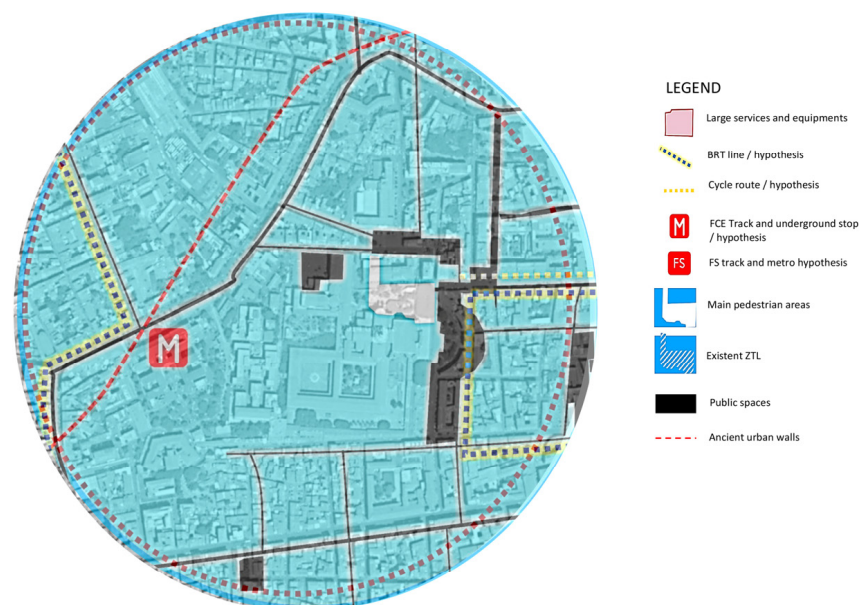 LEGEND
Large services and equipments
BRT line / hypothesis
Cycle route / hypothesis
M
FCE Track and underground stop
/ hypothesis
FS
FS track and metro hypothesis
Main pedestrian areas
Existent ZTL
Public spaces
Ancient urban walls
M